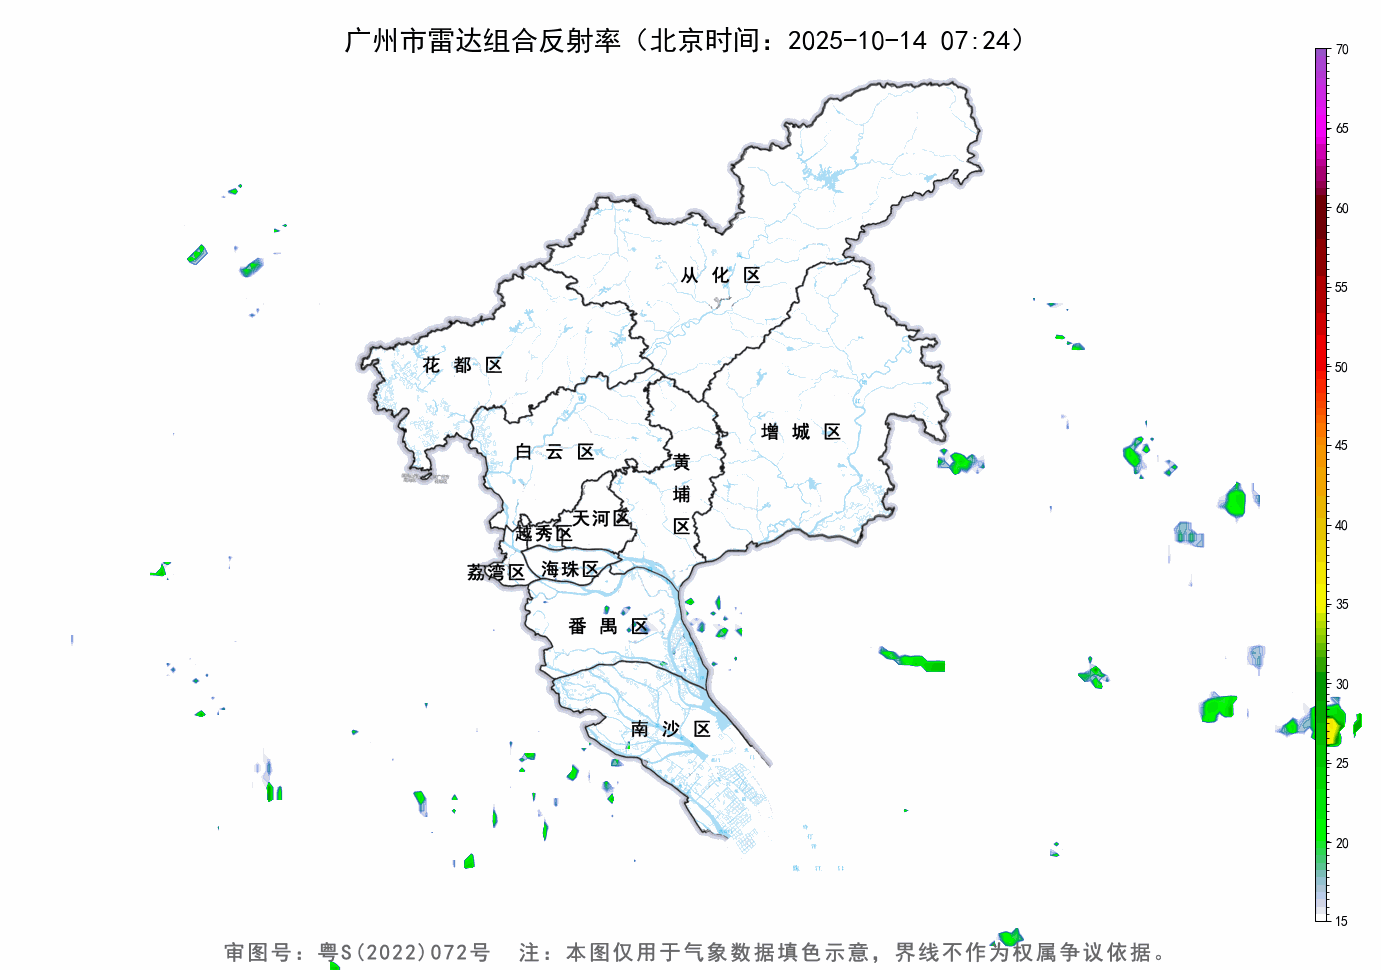 广州市雷达组合反射率（北京时间：2025-10-14 07:24）
70
65
60
55
50
45
40
35
30
25
20
15
从化区
花都区
增城区
白云区
黄埔区
天河区
越秀区
荔湾区
海珠区
番禺区
南沙区
审图号：粤S(2022)072号 注：本图仅用于气象数据填色示意，界线不作为权属争议依据。